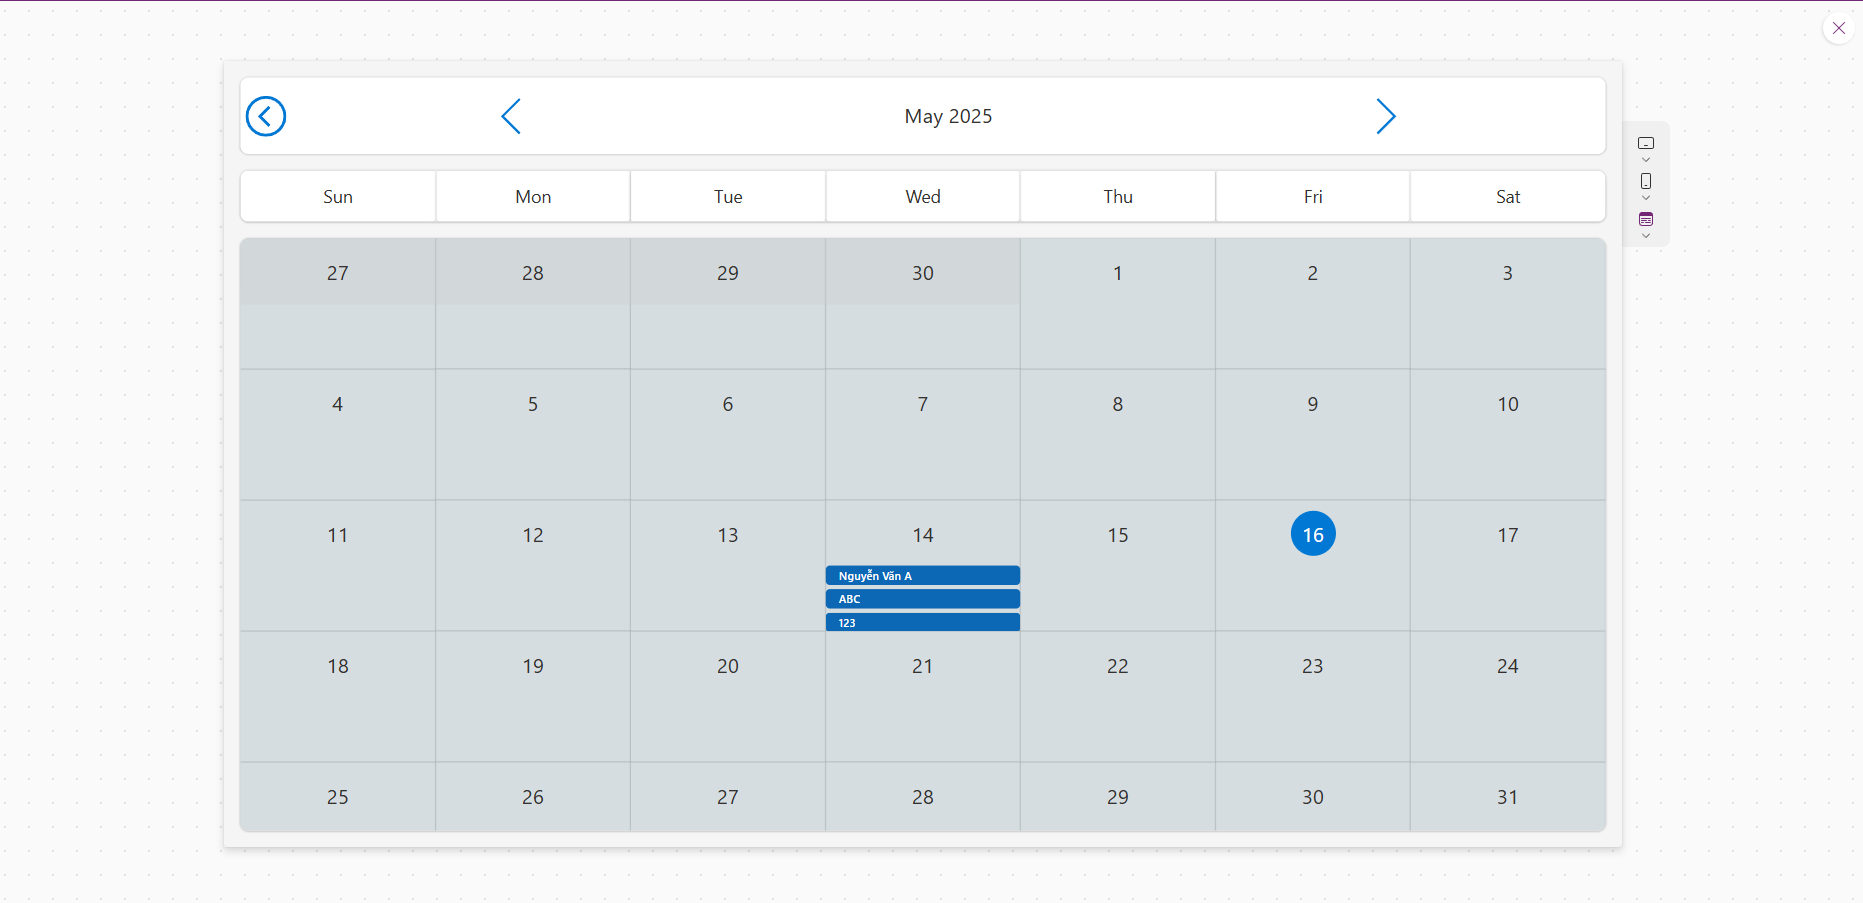 May 2025
Sun Mon Tue Wed Thu Fri Sat
27 28 29 30 1 2 3
4 5 6 7 8 9 10
11 12 13 14 15 16 17
Nguyễn Văn A
ABC
123
18 19 20 21 22 23 24
25 26 27 28 29 30 31